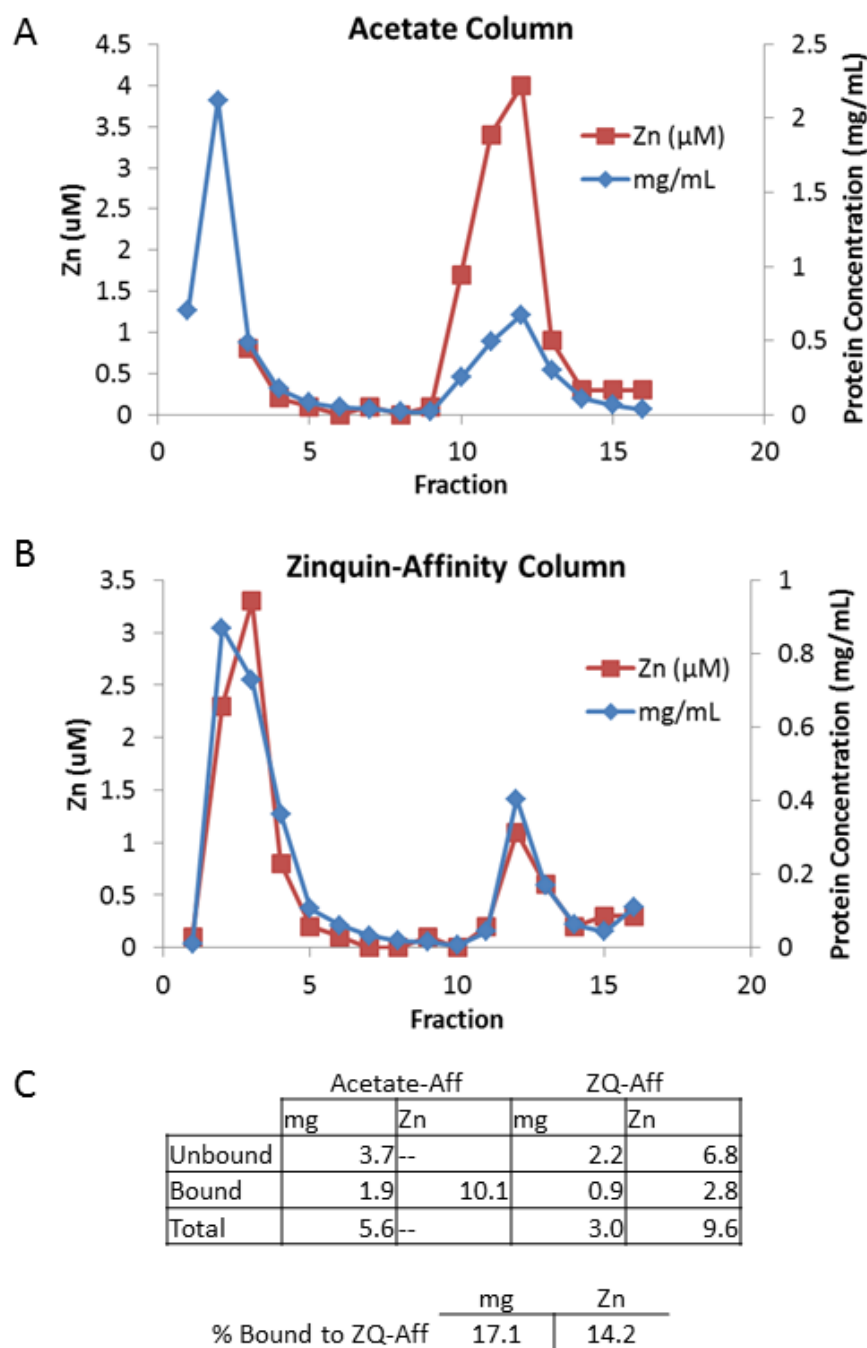 A
Acetate Column
4.5
4
3.5
3
2.5
2
1.5
1
0.5
0
Zn (uM)
2.5
2
1.5
1
0.5
0
Protein Concentration (mg/mL)
Zn (µM)
mg/mL
0 5 10 15 20
Fraction
B
Zinquin-Affinity Column
3.5
3
2.5
2
1.5
1
0.5
0
Zn (uM)
1
0.8
0.6
0.4
0.2
0
Protein Concentration (mg/mL)
Zn (µM)
mg/mL
0 5 10 15 20
Fraction
C
Acetate-Aff ZQ-Aff
mg Zn mg Zn
Unbound 3.7 -- 2.2 6.8
Bound 1.9 10.1 0.9 2.8
Total 5.6 -- 3.0 9.6
mg Zn
% Bound to ZQ-Aff 17.1 14.2